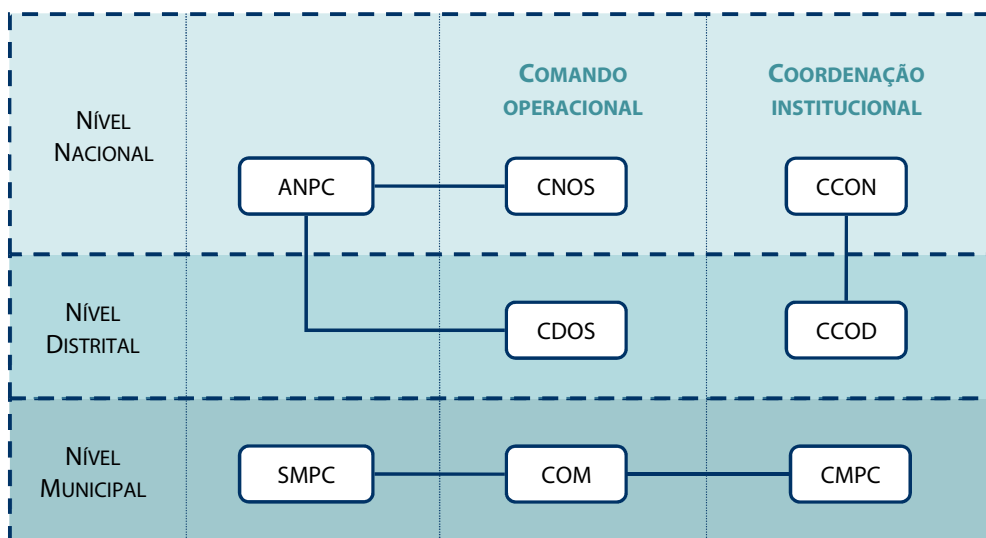 COMANDO
OPERACIONAL
COORDENAÇÃO
INSTITUCIONAL
NÍVEL
NACIONAL
ANPC
CNOS
CCON
NÍVEL
DISTRITAL
CDOS
CCOD
NÍVEL
MUNICIPAL
SMPC
COM
CMPC